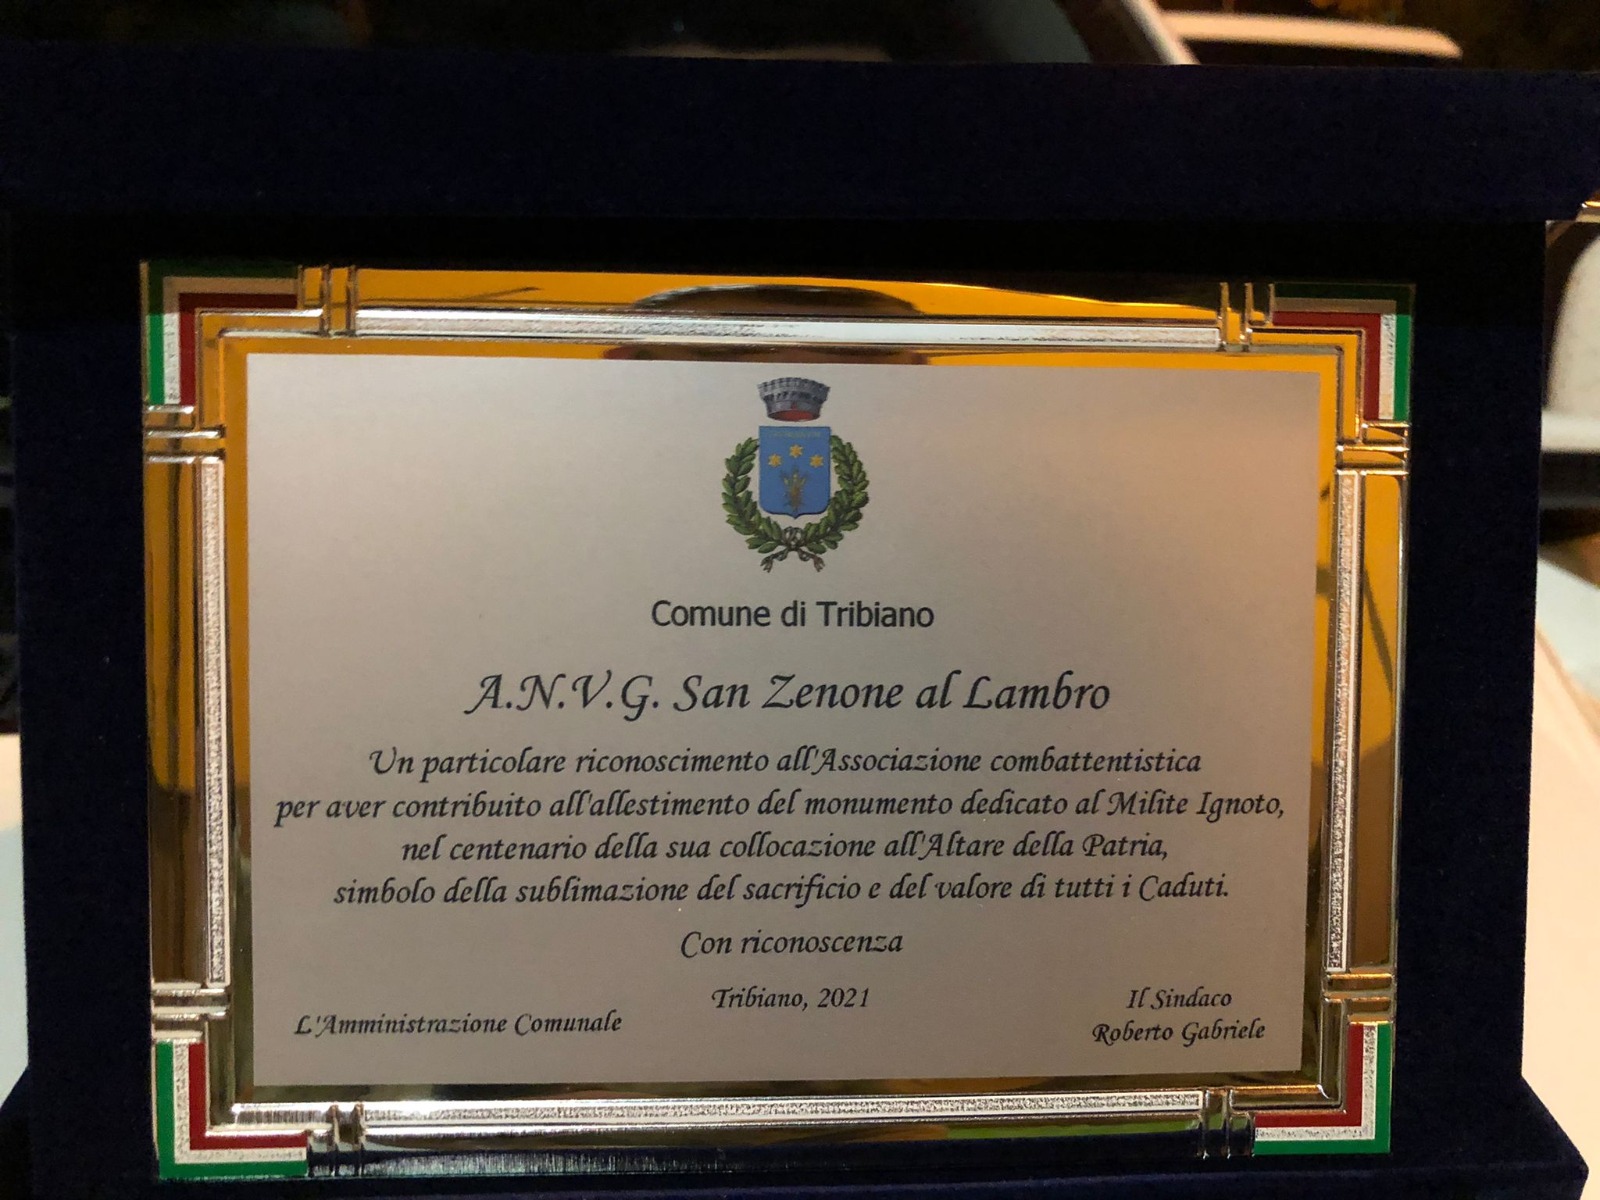 Comune di Tribiano
A.N.V.G. San Zenone al Lambro
Un particolare riconoscimento all'Associazione combattentistica
per aver contribuito all'allestimento del monumento dedicato al Milite Ignoto,
nel centenario della sua collocazione all'Altare della Patria,
simbolo della sublimazione del sacrificio e del valore di tutti i Caduti.
Con riconoscenza
Tribiano, 2021
L'Amministrazione Comunale
Il Sindaco
Roberto Gabriele